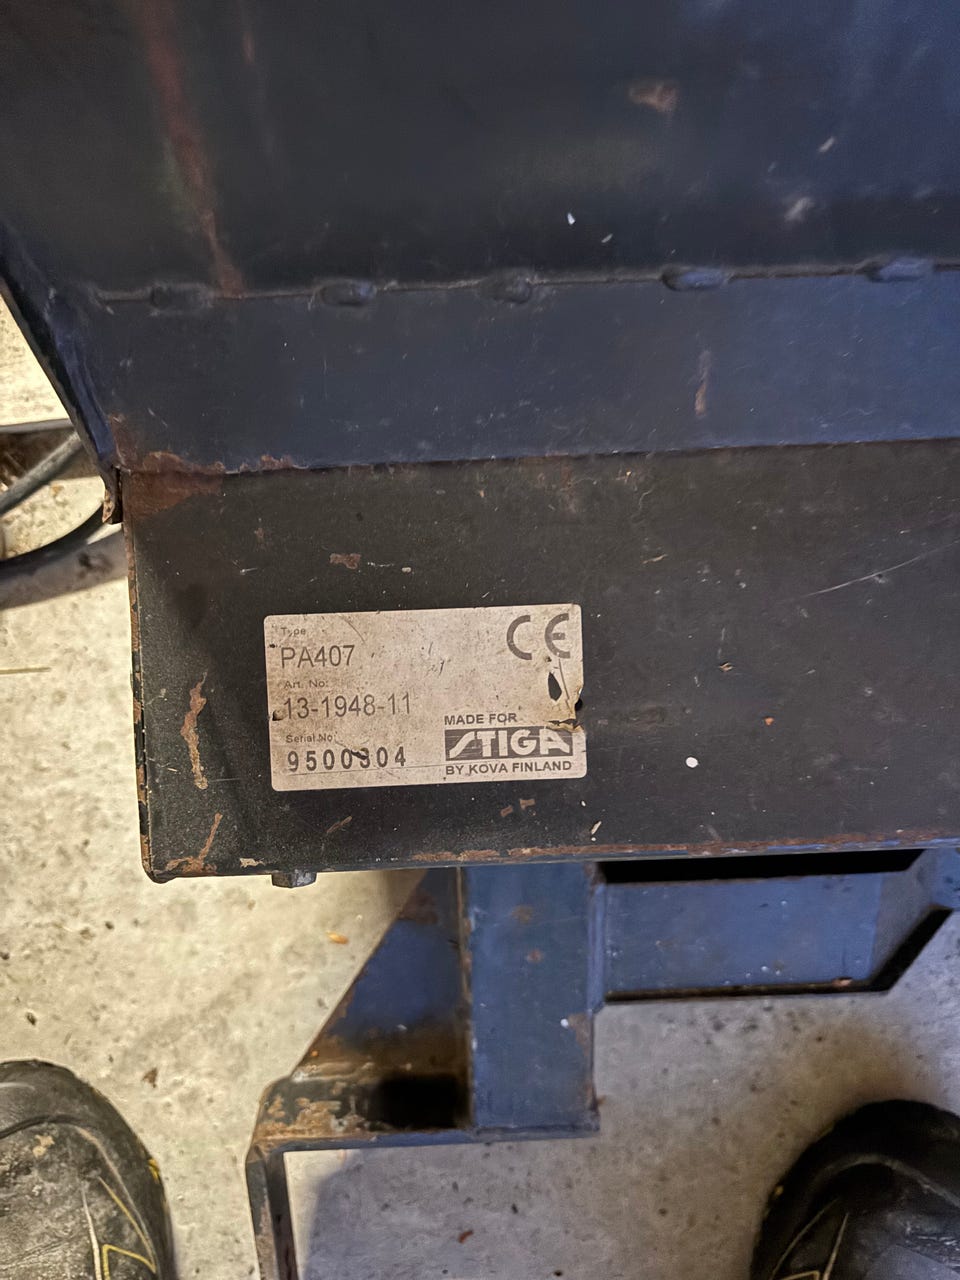 Type
PA407
CE
Art. No:
13-1948-11
Serial.No:
9500304
MADE FOR
STIGA
BY KOVA FINLAND